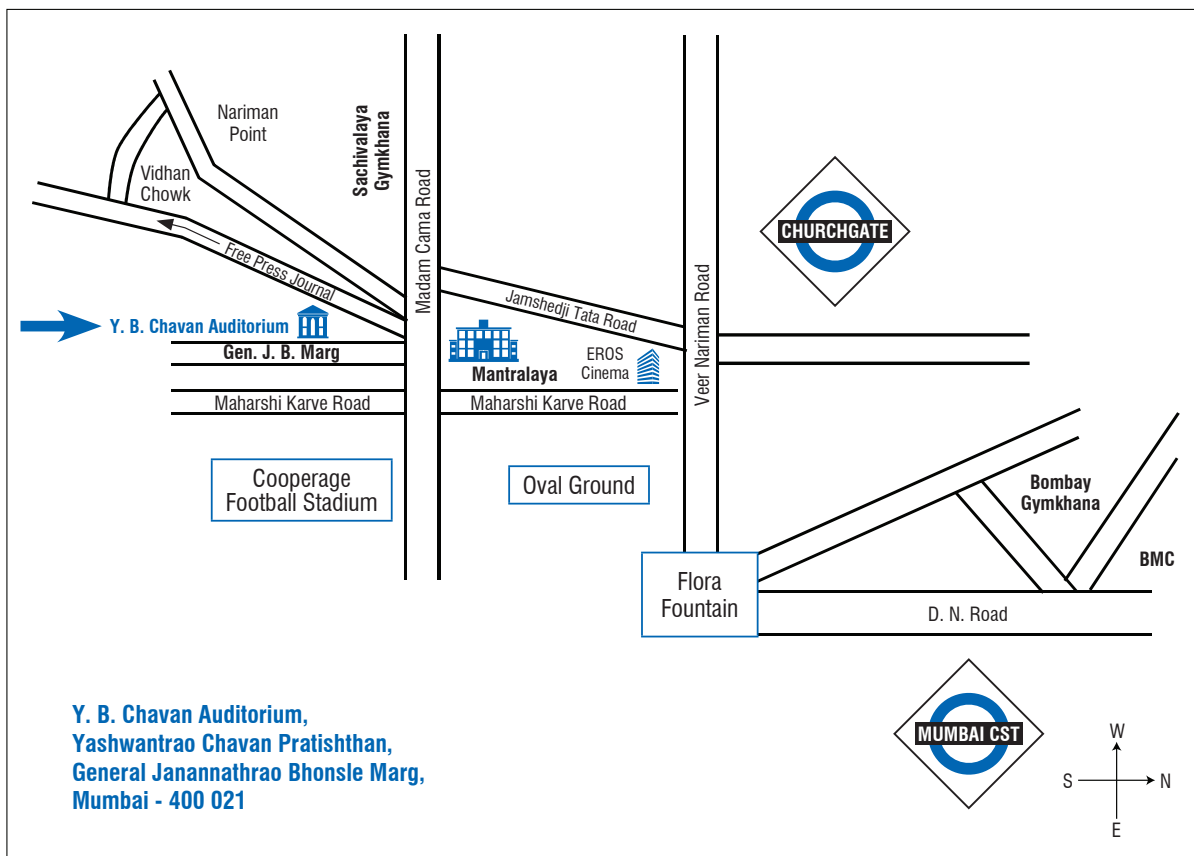 Nariman
Point
Sachivalaya
Gymkhana
Vidhan
Chowk
Madam Cama Road
CHURCHGATE
Free Press Journal
Jamshedji Tata Road
Veer Nariman Road
Y. B. Chavan Auditorium
Gen. J. B. Marg
Mantralaya
EROS
Cinema
Maharshi Karve Road
Maharshi Karve Road
Cooperage
Football Stadium
Oval Ground
Bombay
Gymkhana
BMC
Flora
Fountain
D. N. Road
MUMBAI CST
Y. B. Chavan Auditorium,
Yashwantrao Chavan Pratishthan,
General Janannathrao Bhonsle Marg,
Mumbai - 400 021
W
S
N
E